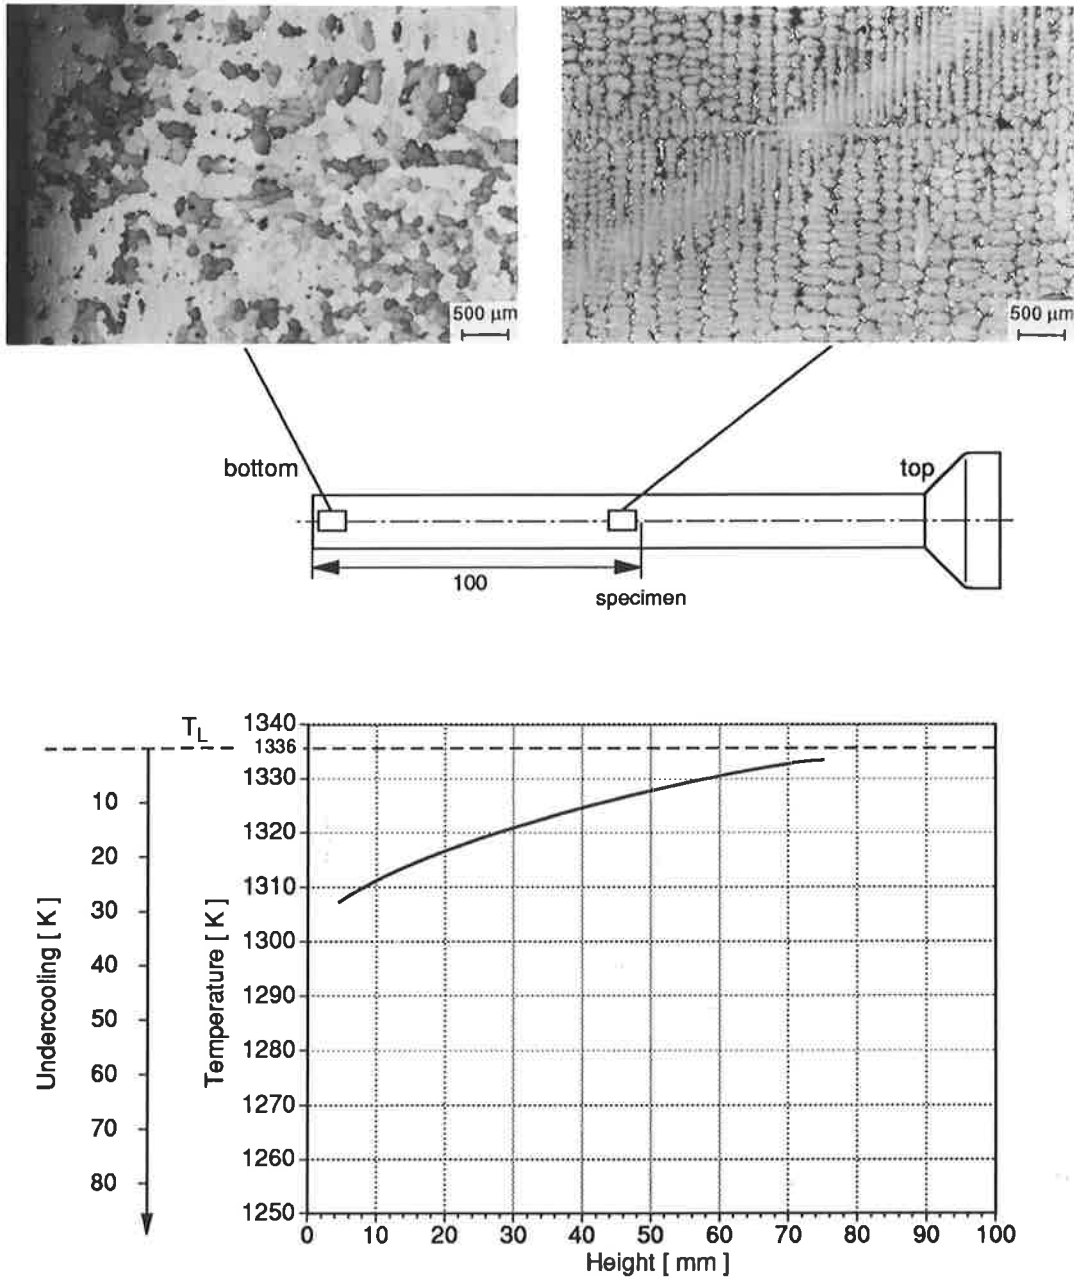 500 μm
500 μm
bottom
top
100
specimen
T_L
1340
1336
1330
1320
1310
1300
1290
1280
1270
1260
1250
10
20
30
40
50
60
70
80
Undercooling [ K ]
Temperature [ K ]
0 10 20 30 40 50 60 70 80 90 100
Height [ mm ]